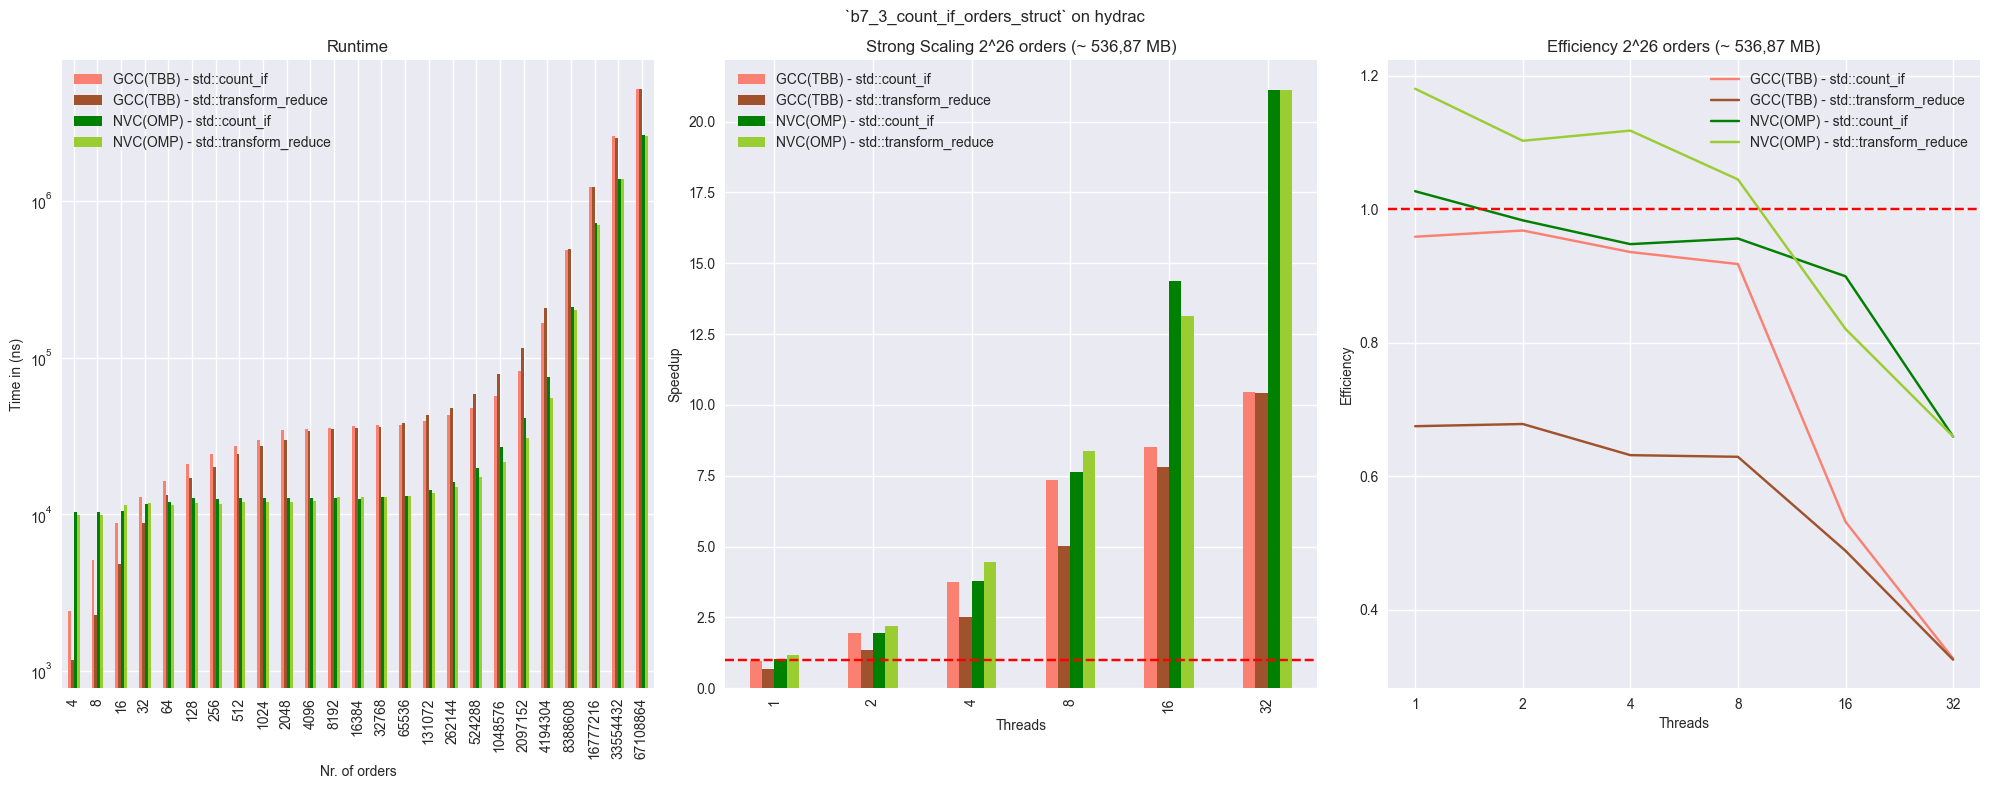 `b7_3_count_if_orders_struct` on hydrac
Runtime
GCC(TBB) - std::count_if
GCC(TBB) - std::transform_reduce
NVC(OMP) - std::count_if
NVC(OMP) - std::transform_reduce
Time in (ns)
10^6
10^5
10^4
10^3
4 8 16 32 64 128 256 512 1024 2048 4096 8192 16384 32768 65536 131072 262144 524288 1048576 2097152 4194304 8388608 16777216 33554432 67108864
Nr. of orders
Strong Scaling 2^26 orders (~ 536,87 MB)
GCC(TBB) - std::count_if
GCC(TBB) - std::transform_reduce
NVC(OMP) - std::count_if
NVC(OMP) - std::transform_reduce
Speedup
20.0
17.5
15.0
12.5
10.0
7.5
5.0
2.5
0.0
1 2 4 8 16 32
Threads
Efficiency 2^26 orders (~ 536,87 MB)
GCC(TBB) - std::count_if
GCC(TBB) - std::transform_reduce
NVC(OMP) - std::count_if
NVC(OMP) - std::transform_reduce
Efficiency
1.2
1.0
0.8
0.6
0.4
1 2 4 8 16 32
Threads